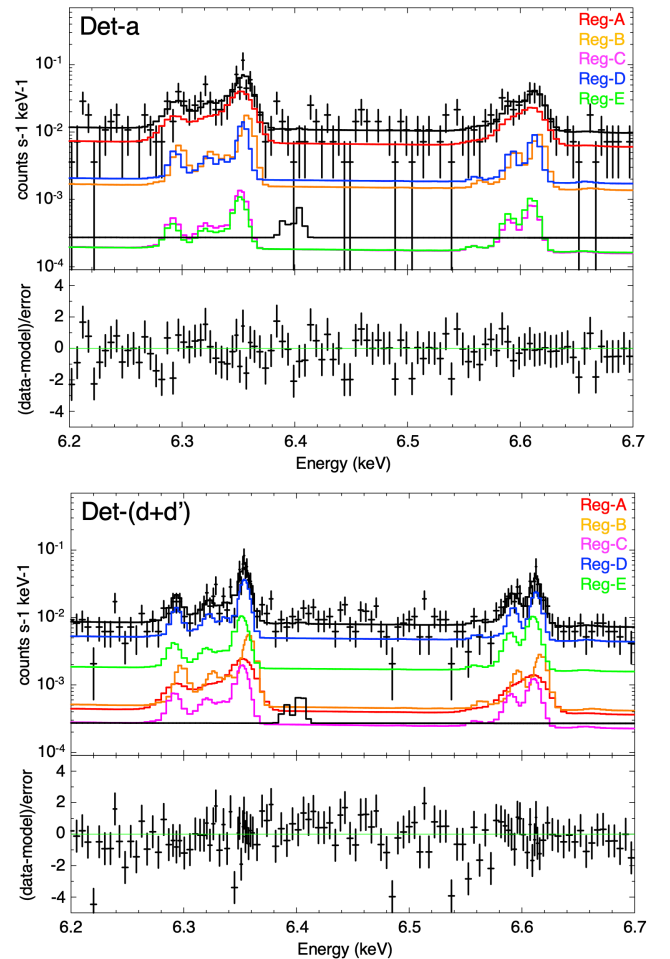 Det-a
Reg-A
Reg-B
Reg-C
Reg-D
Reg-E
counts s-1 keV-1
10-1
10-2
10-3
10-4
(data-model)/error
4
2
0
-2
-4
6.2 6.3 6.4 6.5 6.6 6.7
Energy (keV)
Det-(d+d’)
Reg-A
Reg-B
Reg-C
Reg-D
Reg-E
counts s-1 keV-1
10-1
10-2
10-3
10-4
(data-model)/error
4
2
0
-2
-4
6.2 6.3 6.4 6.5 6.6 6.7
Energy (keV)